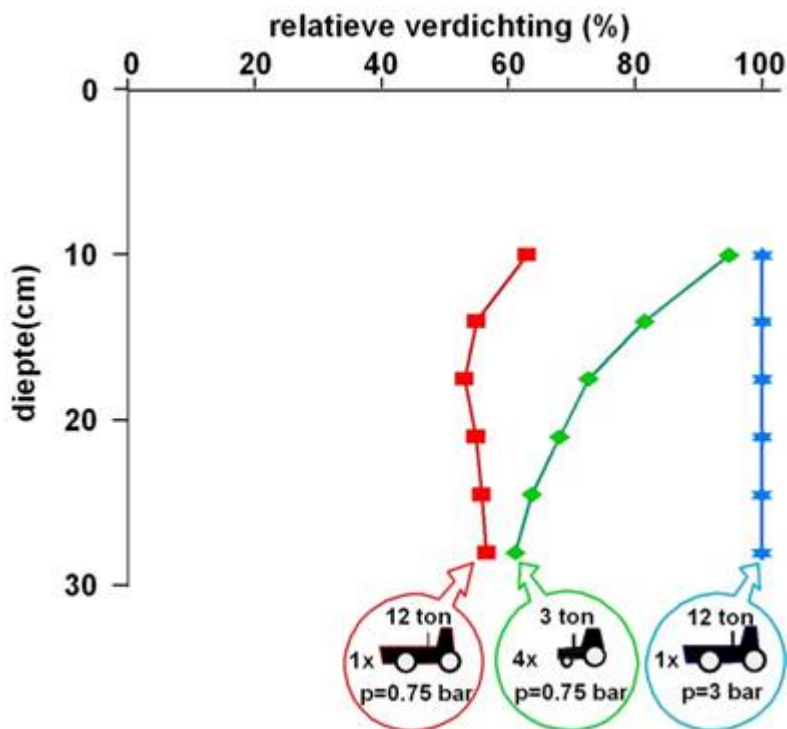 relatieve verdichting (%)
0 20 40 60 80 100
0
10
20
30
diepte(cm)
12 ton
1x
p=0.75 bar
3 ton
4x
p=0.75 bar
12 ton
1x
p=3 bar